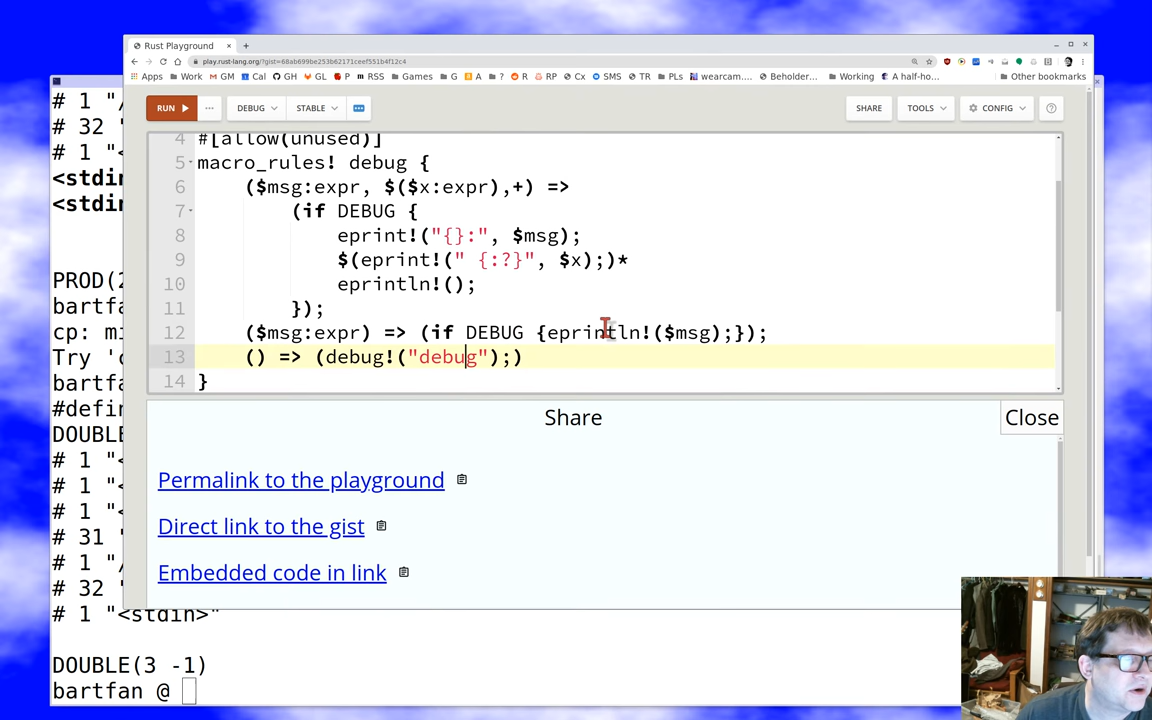 Rust Playground
play.rust-lang.org/?gist=68ab699be253b62171ceef551b4f12c4
Apps Work GM Cal GH GL P RSS Games G A ? R RP Cx SMS TR PLs wearcam.... Beholder... Working A half-ho... Other bookmarks
RUN ... DEBUG STABLE ... SHARE TOOLS CONFIG ?
4 #[allow(unused)]
5 macro_rules! debug {
6 ($msg:expr, $($x:expr),+) =>
7 (if DEBUG {
8 eprint!("{}:", $msg);
9 $(eprint!(" {:?}", $x);)*
10 eprintln!();
11 });
12 ($msg:expr) => (if DEBUG {eprintln!($msg);});
13 () => (debug!("debug");)
14 }
Share
Close
Permalink to the playground
Direct link to the gist
Embedded code in link
# 1 "/
# 32 "
# 1 "<
<stdin
<stdin
PROD(2
bartfa
cp: mi
Try '
bartfa
#defin
DOUBLE
# 1 "<
# 1 "<
# 1 "<
# 31 "
# 1 "/
# 32 "
# 1 "<stdin>"
DOUBLE(3 -1)
bartfan @